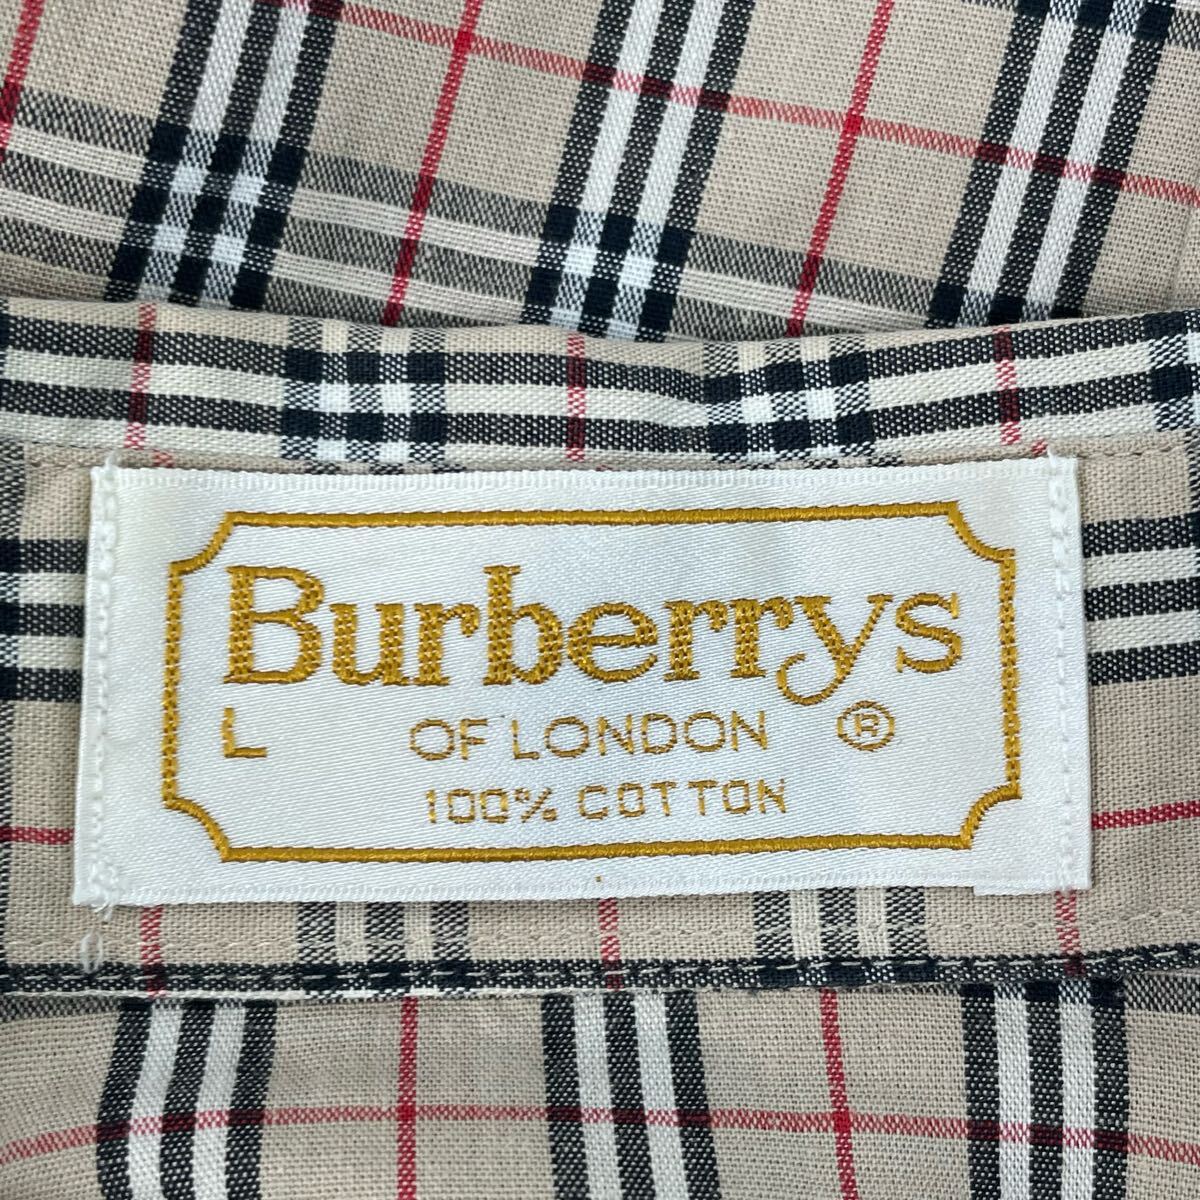 Burberrys
L OF LONDON ®
100% COTTON